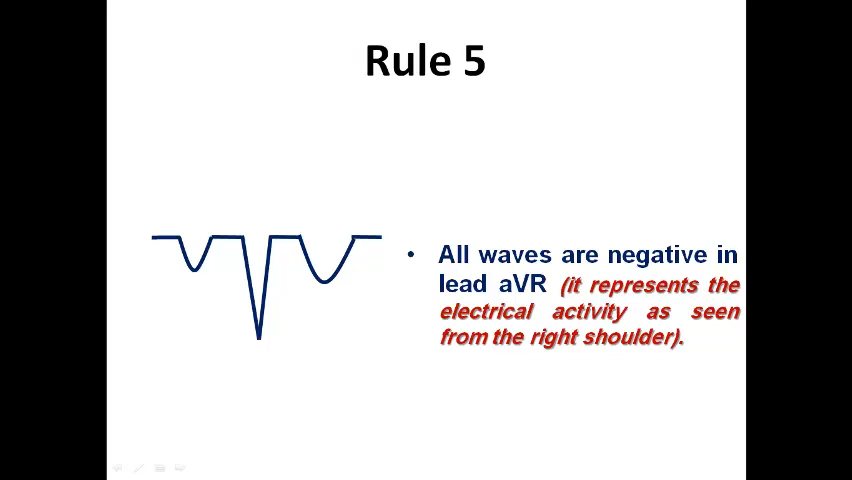 Rule 5
• All waves are negative in
lead aVR (it represents the
electrical activity as seen
from the right shoulder).